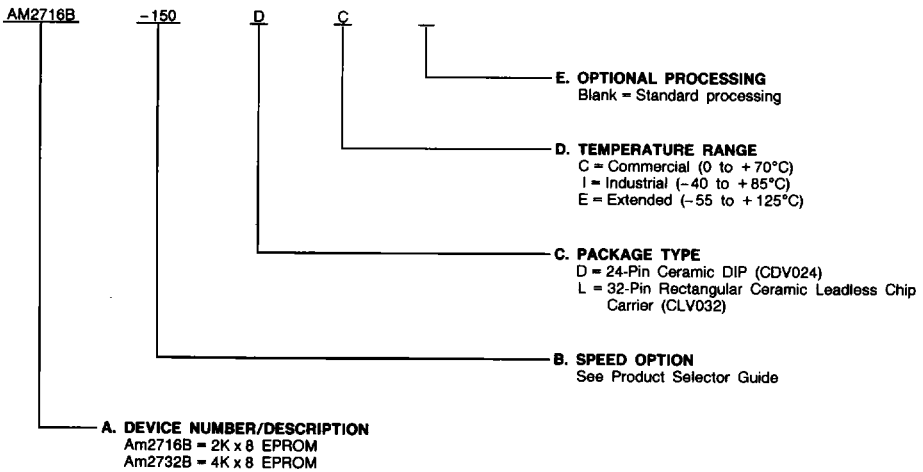 AM2716B -150 D C
E. OPTIONAL PROCESSING
Blank = Standard processing
D. TEMPERATURE RANGE
C = Commercial (0 to +70°C)
I = Industrial (-40 to +85°C)
E = Extended (-55 to +125°C)
C. PACKAGE TYPE
D = 24-Pin Ceramic DIP (CDV024)
L = 32-Pin Rectangular Ceramic Leadless Chip
Carrier (CLV032)
B. SPEED OPTION
See Product Selector Guide
A. DEVICE NUMBER/DESCRIPTION
Am2716B = 2K x 8 EPROM
Am2732B = 4K x 8 EPROM